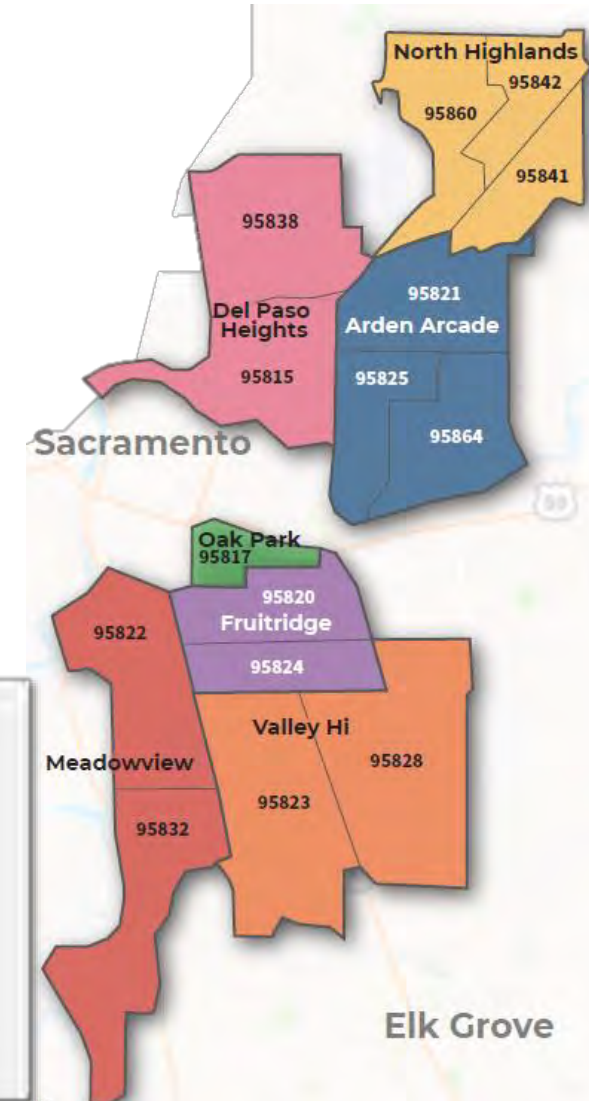 North Highlands
95842
95860
95841
95838
95821
Del Paso
Heights
Arden Arcade
95815
95825
95864
Sacramento
50
Oak Park
95817
95820
Fruitridge
95822
95824
Valley Hi
Meadowview
95828
95823
95832
Elk Grove